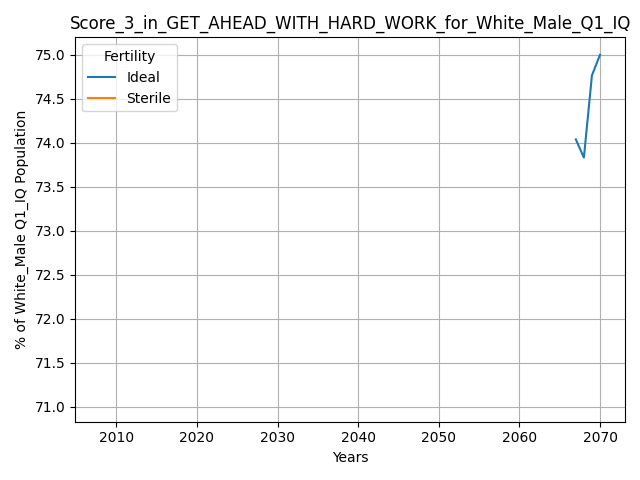 Score_3_in_GET_AHEAD_WITH_HARD_WORK_for_White_Male_Q1_IQ
Fertility
Ideal
Sterile
% of White_Male Q1_IQ Population
75.0
74.5
74.0
73.5
73.0
72.5
72.0
71.5
71.0
2010 2020 2030 2040 2050 2060 2070
Years